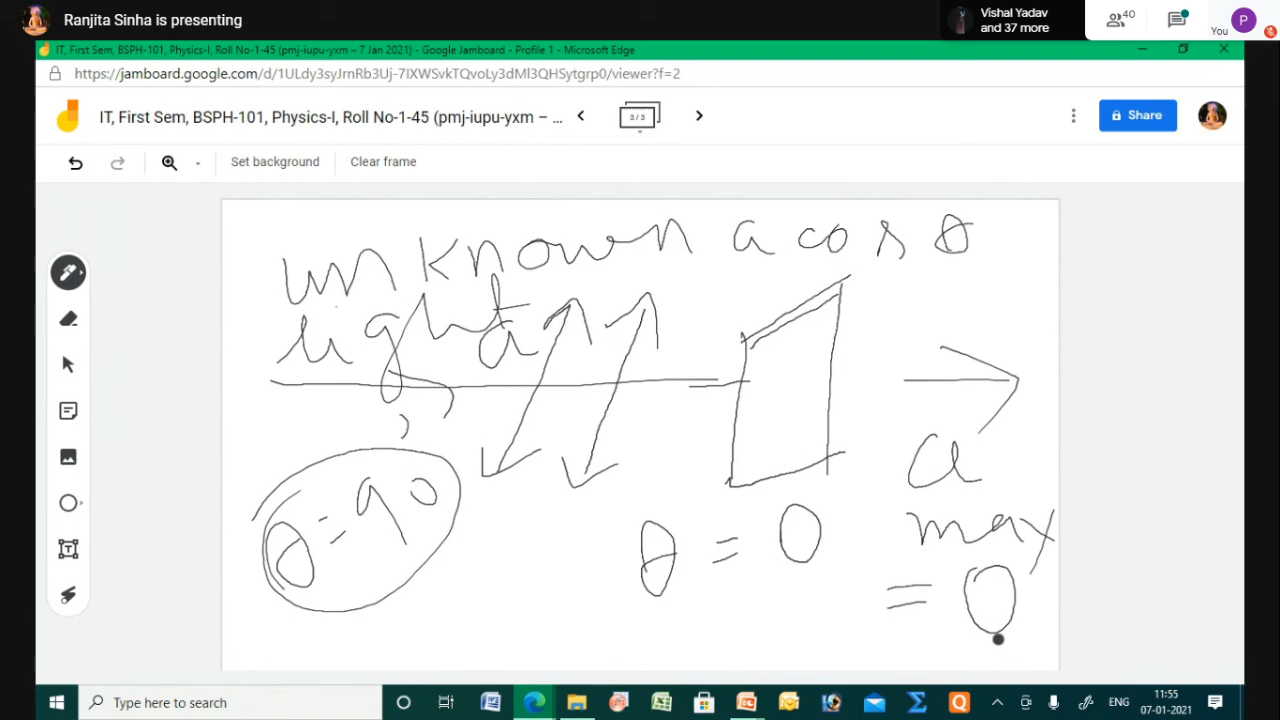 Ranjita Sinha is presenting
Vishal Yadav
and 37 more
40
You
P
IT, First Sem, BSPH-101, Physics-I, Roll No-1-45 (pmj-iupu-yxm – 7 Jan 2021) - Google Jamboard - Profile 1 - Microsoft Edge
https://jamboard.google.com/d/1ULdy3syJrnRb3Uj-7IXWSvkTQvoLy3dMl3QHSytgrp0/viewer?f=2
IT, First Sem, BSPH-101, Physics-I, Roll No-1-45 (pmj-iupu-yxm – ...
3 / 3
Share
Set background
Clear frame
unknown a cos θ
light a
a
θ = 90
θ = 0
max
= 0
Type here to search
ENG
11:55
07-01-2021